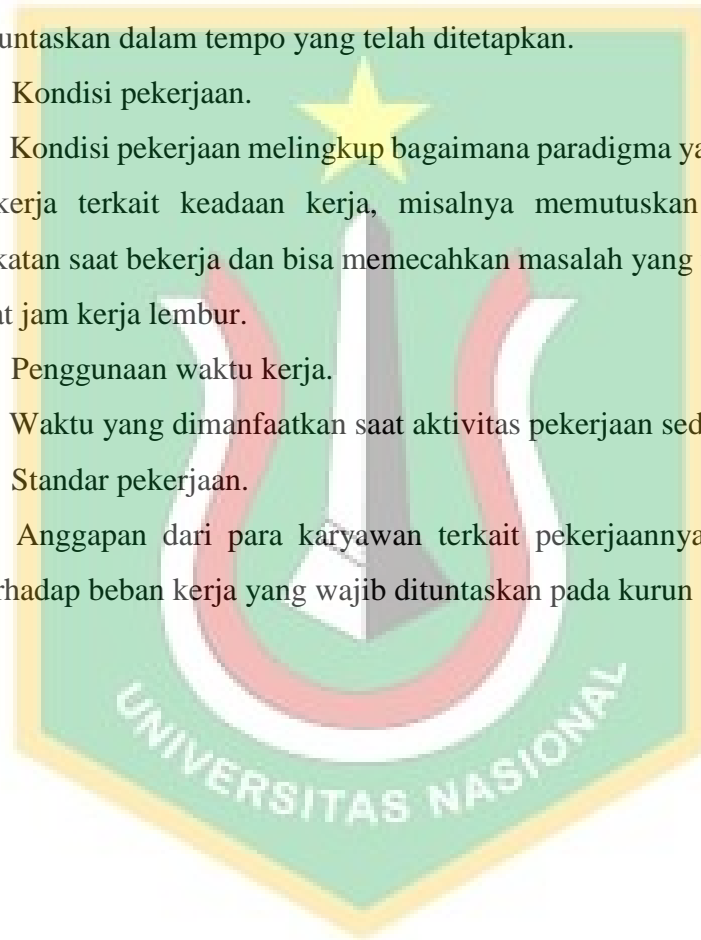 untaskan dalam tempo yang telah ditetapkan.
Kondisi pekerjaan.
Kondisi pekerjaan melingkup bagaimana paradigma ya
kerja terkait keadaan kerja, misalnya memutuskan
katan saat bekerja dan bisa memecahkan masalah yang
at jam kerja lembur.
Penggunaan waktu kerja.
Waktu yang dimanfaatkan saat aktivitas pekerjaan sed
Standar pekerjaan.
Anggapan dari para karyawan terkait pekerjaannya
rhadap beban kerja yang wajib dituntaskan pada kurun
UNIVERSITAS NASIONAL